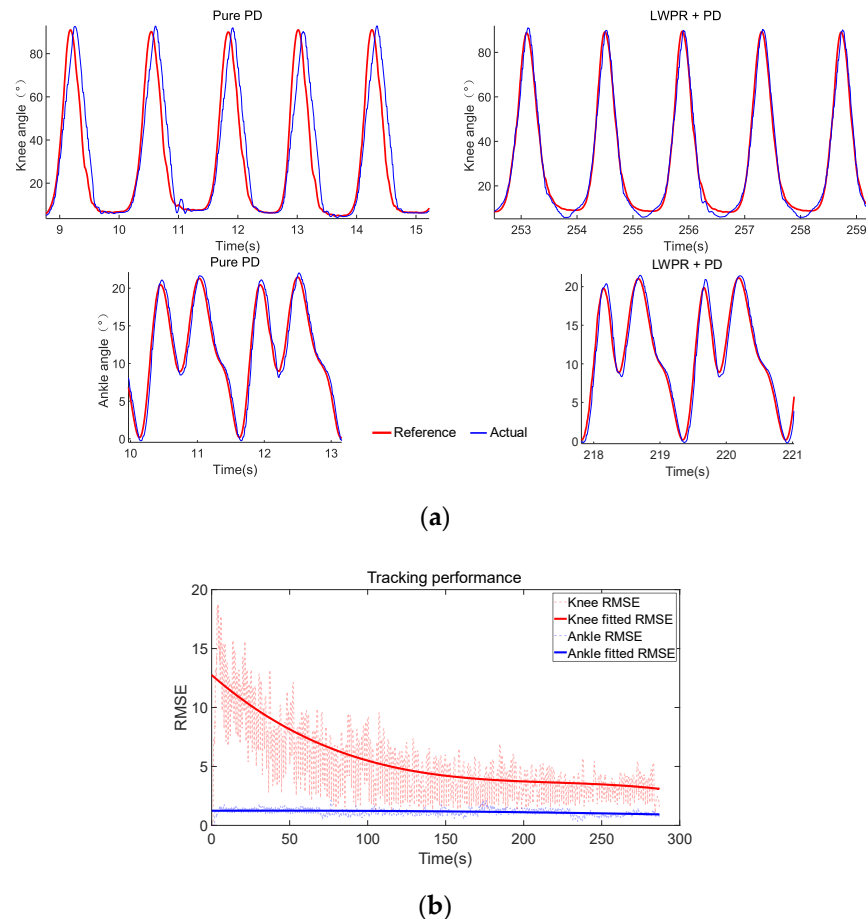 Pure PD
LWPR + PD
Knee angle (°)
80
60
40
20
9
10
11
12
13
14
15
Time(s)
Knee angle (°)
80
60
40
20
253
254
255
256
257
258
259
Time(s)
Pure PD
LWPR + PD
Ankle angle (°)
20
15
10
5
0
10
11
12
13
Time(s)
Reference
Actual
20
15
10
5
0
218
219
220
221
Time(s)
(a)
Tracking performance
RMSE
20
15
10
5
0
0
50
100
150
200
250
300
Time(s)
Knee RMSE
Knee fitted RMSE
Ankle RMSE
Ankle fitted RMSE
(b)